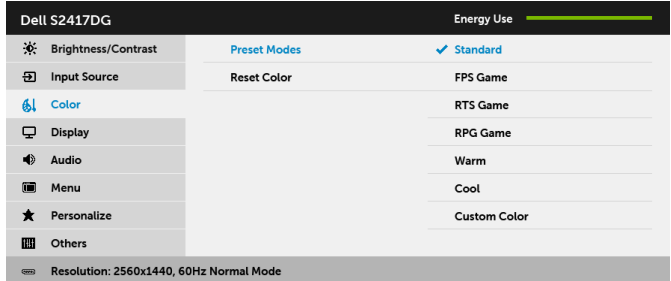 Dell S2417DG Energy Use
Brightness/Contrast Preset Modes Standard
Input Source Reset Color FPS Game
Color RTS Game
Display RPG Game
Audio Warm
Menu Cool
Personalize Custom Color
Others
Resolution: 2560x1440, 60Hz Normal Mode